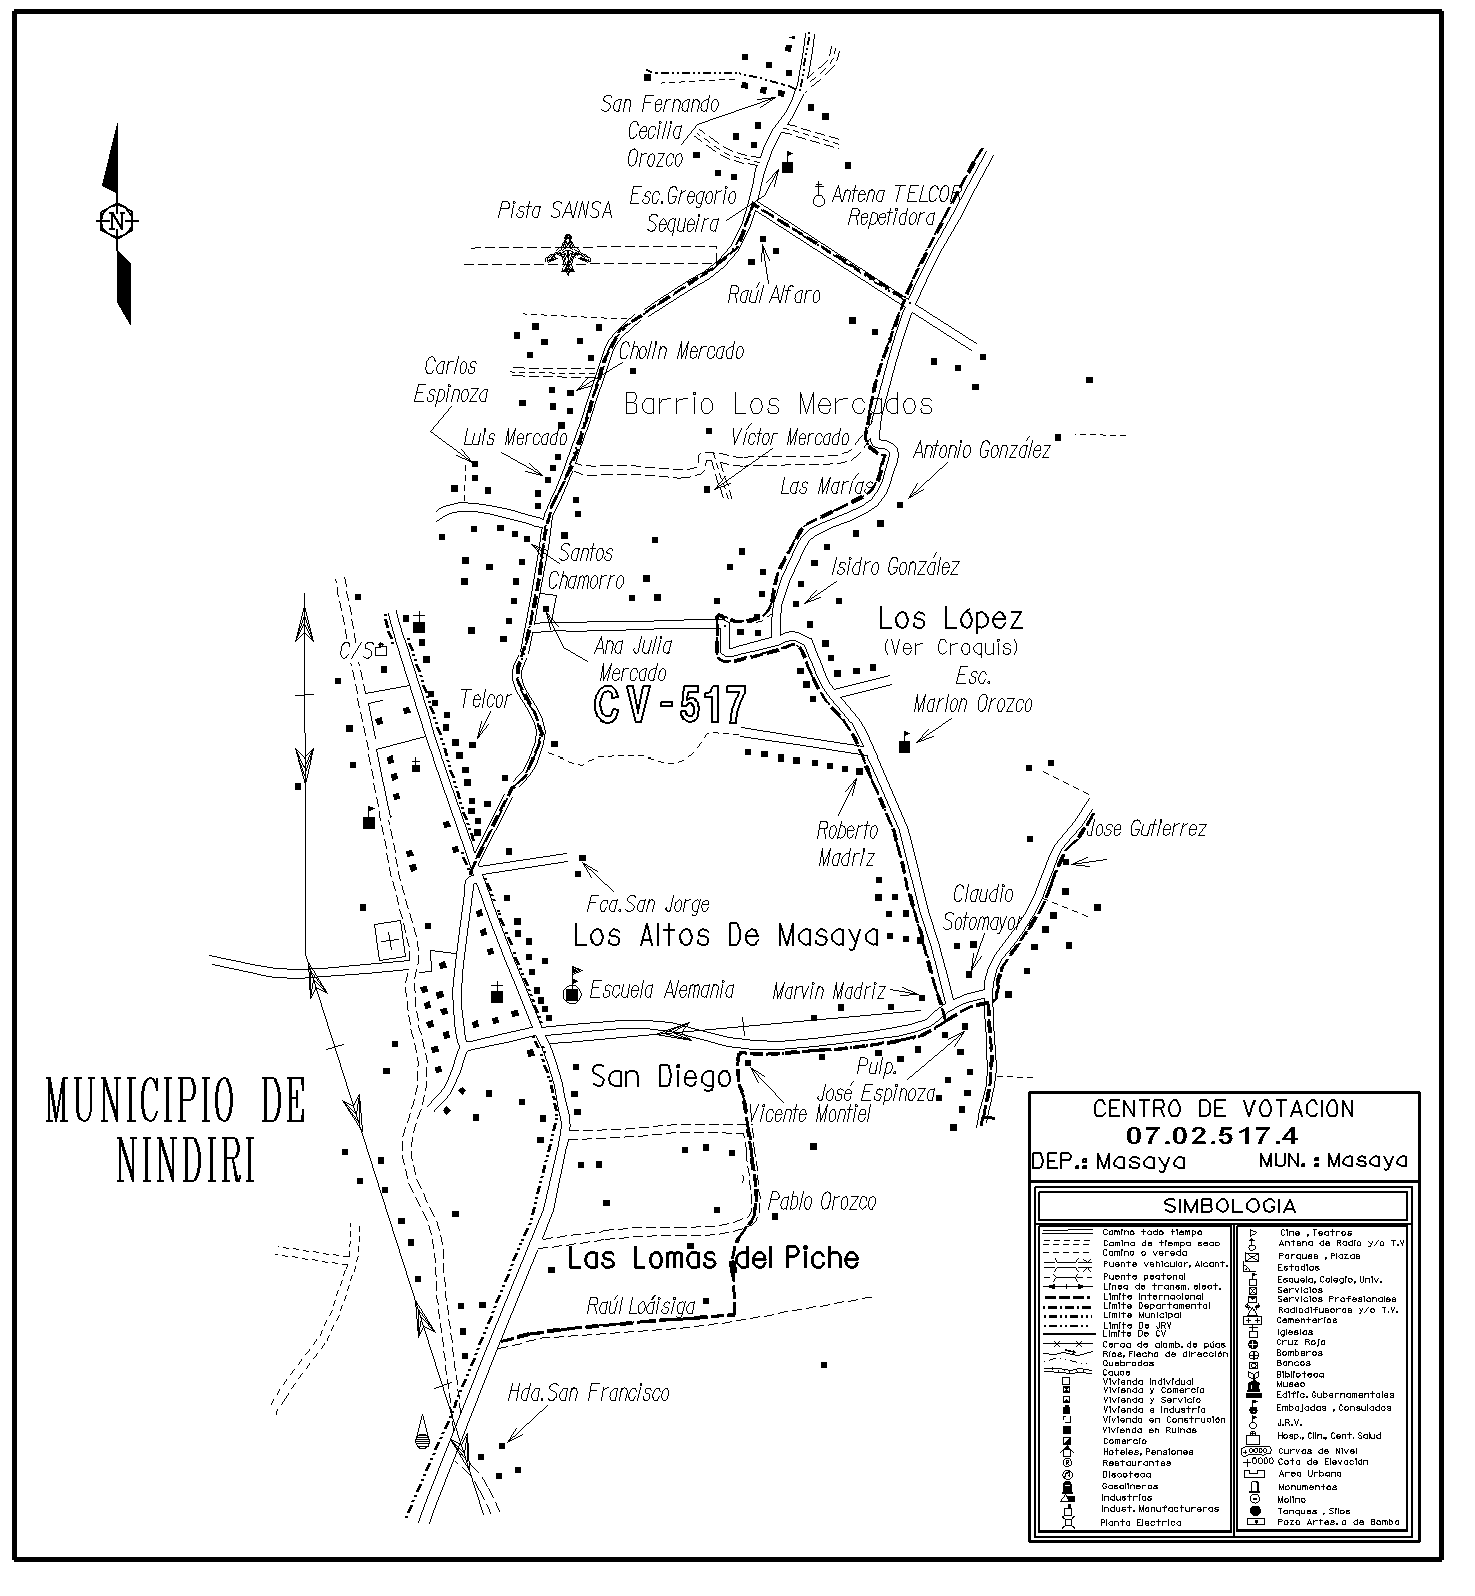 San Fernando
Cecilia
Orozco
Esc.Gregorio
Sequeira
Antena TELCOR
Repetidora
Pista SAINSA
N
Raúl Alfaro
Cholin Mercado
Carlos
Espinoza
Barrio Los Mercados
Luis Mercado
Víctor Mercado
Antonio González
Las Marías
Santos
Chamorro
Isidro González
Los López
(Ver Croquis)
Ana Julia
Mercado
C/S
Esc.
Marlon Orozco
CV-517
Telcor
Roberto
Madriz
Jose Gutierrez
Claudio
Sotomayor
Fca.San Jorge
Los Altos De Masaya
Escuela Alemania
Marvin Madriz
San Diego
Pulp.
José Espinoza
Vicente Montiel
MUNICIPIO DE
NINDIRI
Pablo Orozco
Las Lomas del Piche
Raúl Loáisiga
Hda.San Francisco
CENTRO DE VOTACION
07.02.517.4
DEP.: Masaya MUN.: Masaya
SIMBOLOGIA
Camino todo tiempo
Camino de tiempo seco
Camino o vereda
Puente vehicular, Alcant.
Puente peatonal
Linea de transm. elect.
Limite Internacional
Limite Departamental
Limite Municipal
Limite De JRV
Limite De CV
Cerca de alamb. de púas
Ríos, Flecha de dirección
Quebradas
Cauce
Vivienda Individual
Vivienda y Comercio
Vivienda y Servicio
Vivienda e Industria
Vivienda en Construción
Vivienda en Ruinas
Comercio
Hoteles, Pensiones
Restaurantes
Discoteca
Gasolineras
Industrias
Indust. Manufactureras
Planta Electrica
Cine , Teatros
Antena de Radio y/o T.V
Parques , Plazas
Estadios
Escuela, Colegio, Univ.
Servicios
Servicios Profesionales
Radiodifusoras y/o T.V.
Cementerios
Iglesias
Cruz Roja
Bomberos
Bancos
Biblioteca
Museo
Edific. Gubernamentales
Embajadas , Consulados
J.R.V.
Hosp., Clin., Cent. Salud
Curvas de Nivel
Cota de Elevación
Area Urbana
Monumentos
Molino
Tanques , Silos
Pozo Artes. o de Bomba